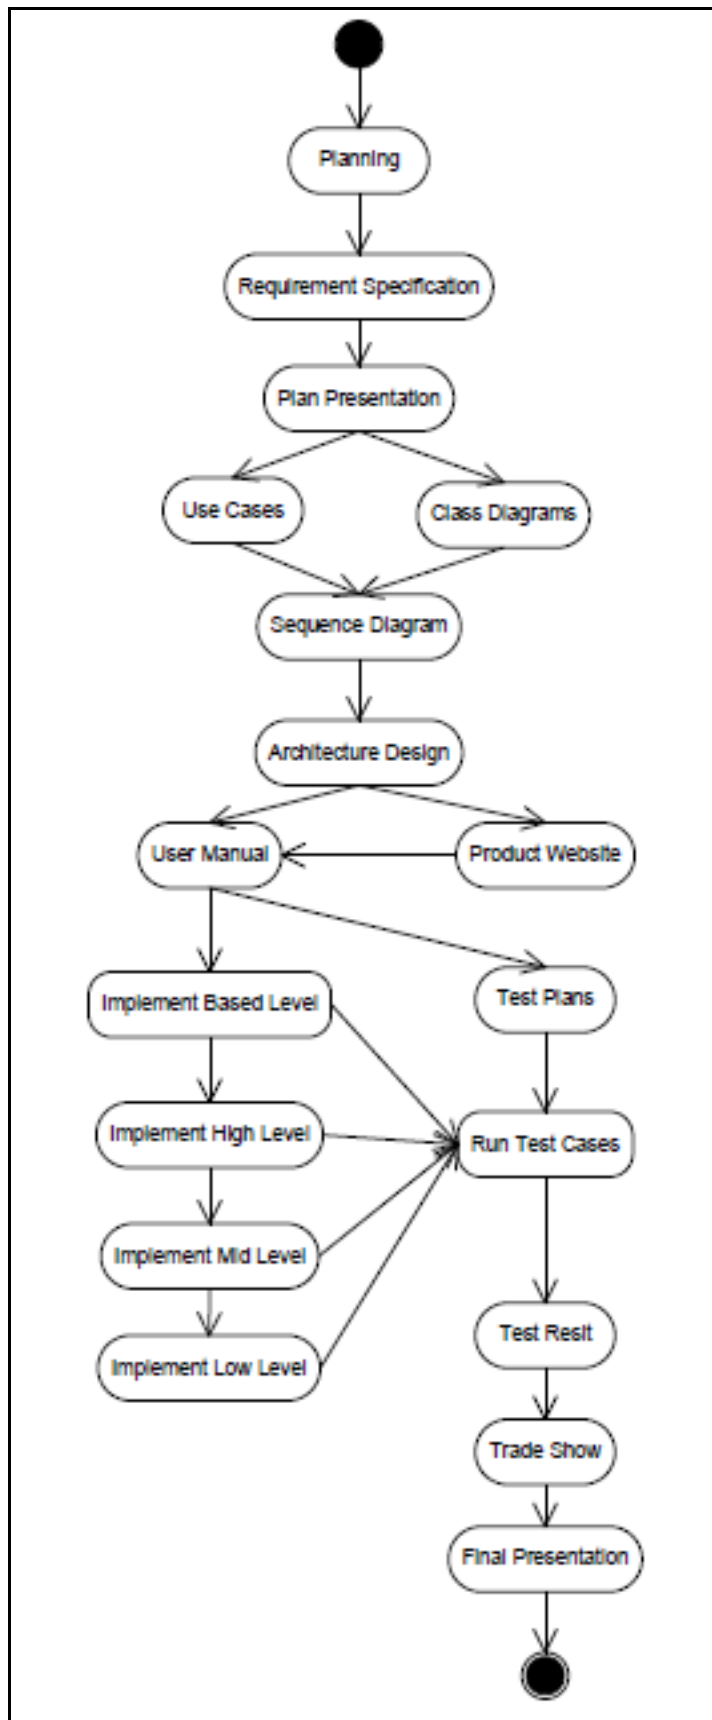 Planning
Requirement Specification
Plan Presentation
Use Cases
Class Diagrams
Sequence Diagram
Architecture Design
User Manual
Product Website
Implement Based Level
Test Plans
Implement High Level
Run Test Cases
Implement Mid Level
Test Reslt
Implement Low Level
Trade Show
Final Presentation